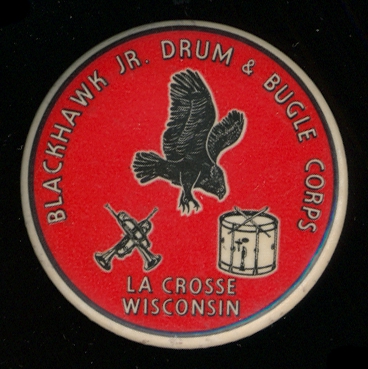 BLACKHAWK JR. DRUM & BUGLE CORPS
LA CROSSE
WISCONSIN